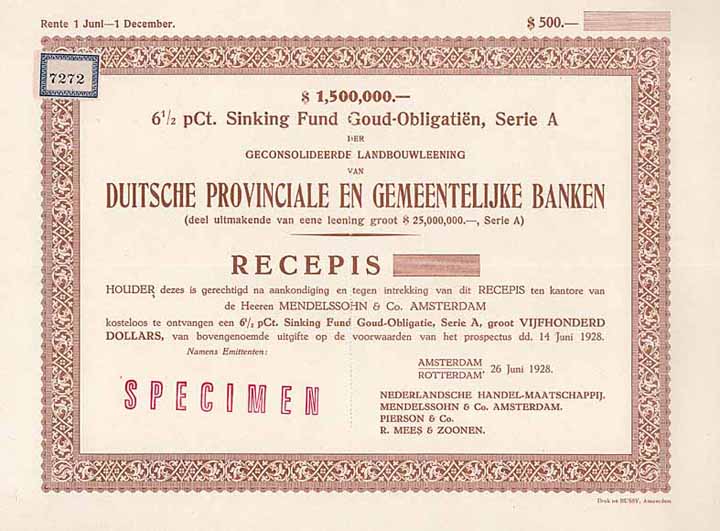 Rente 1 Juni—1 December.
$ 500.—
7272
$ 1,500,000.—
6½ pCt. Sinking Fund Goud-Obligatiën, Serie A
DER
GECONSOLIDEERDE LANDBOUWLEENING
VAN
DUITSCHE PROVINCIALE EN GEMEENTELIJKE BANKEN
(deel uitmakende van eene leening groot $ 25,000,000.—, Serie A)
RECEPIS
HOUDER dezes is gerechtigd na aankondiging en tegen intrekking van dit RECEPIS ten kantore van
de Heeren MENDELSSOHN & Co. AMSTERDAM
kosteloos te ontvangen een 6½ pCt. Sinking Fund Goud-Obligatie, Serie A, groot VIJFHONDERD
DOLLARS, van bovengenoemde uitgifte op de voorwaarden van het prospectus dd. 14 Juni 1928.
Namens Emittenten:
AMSTERDAM
ROTTERDAM, 26 Juni 1928.
SPECIMEN
NEDERLANDSCHE HANDEL-MAATSCHAPPIJ.
MENDELSSOHN & Co. AMSTERDAM.
PIERSON & Co.
R. MEES & ZOONEN.
Druk DE BUSSY, Amsterdam